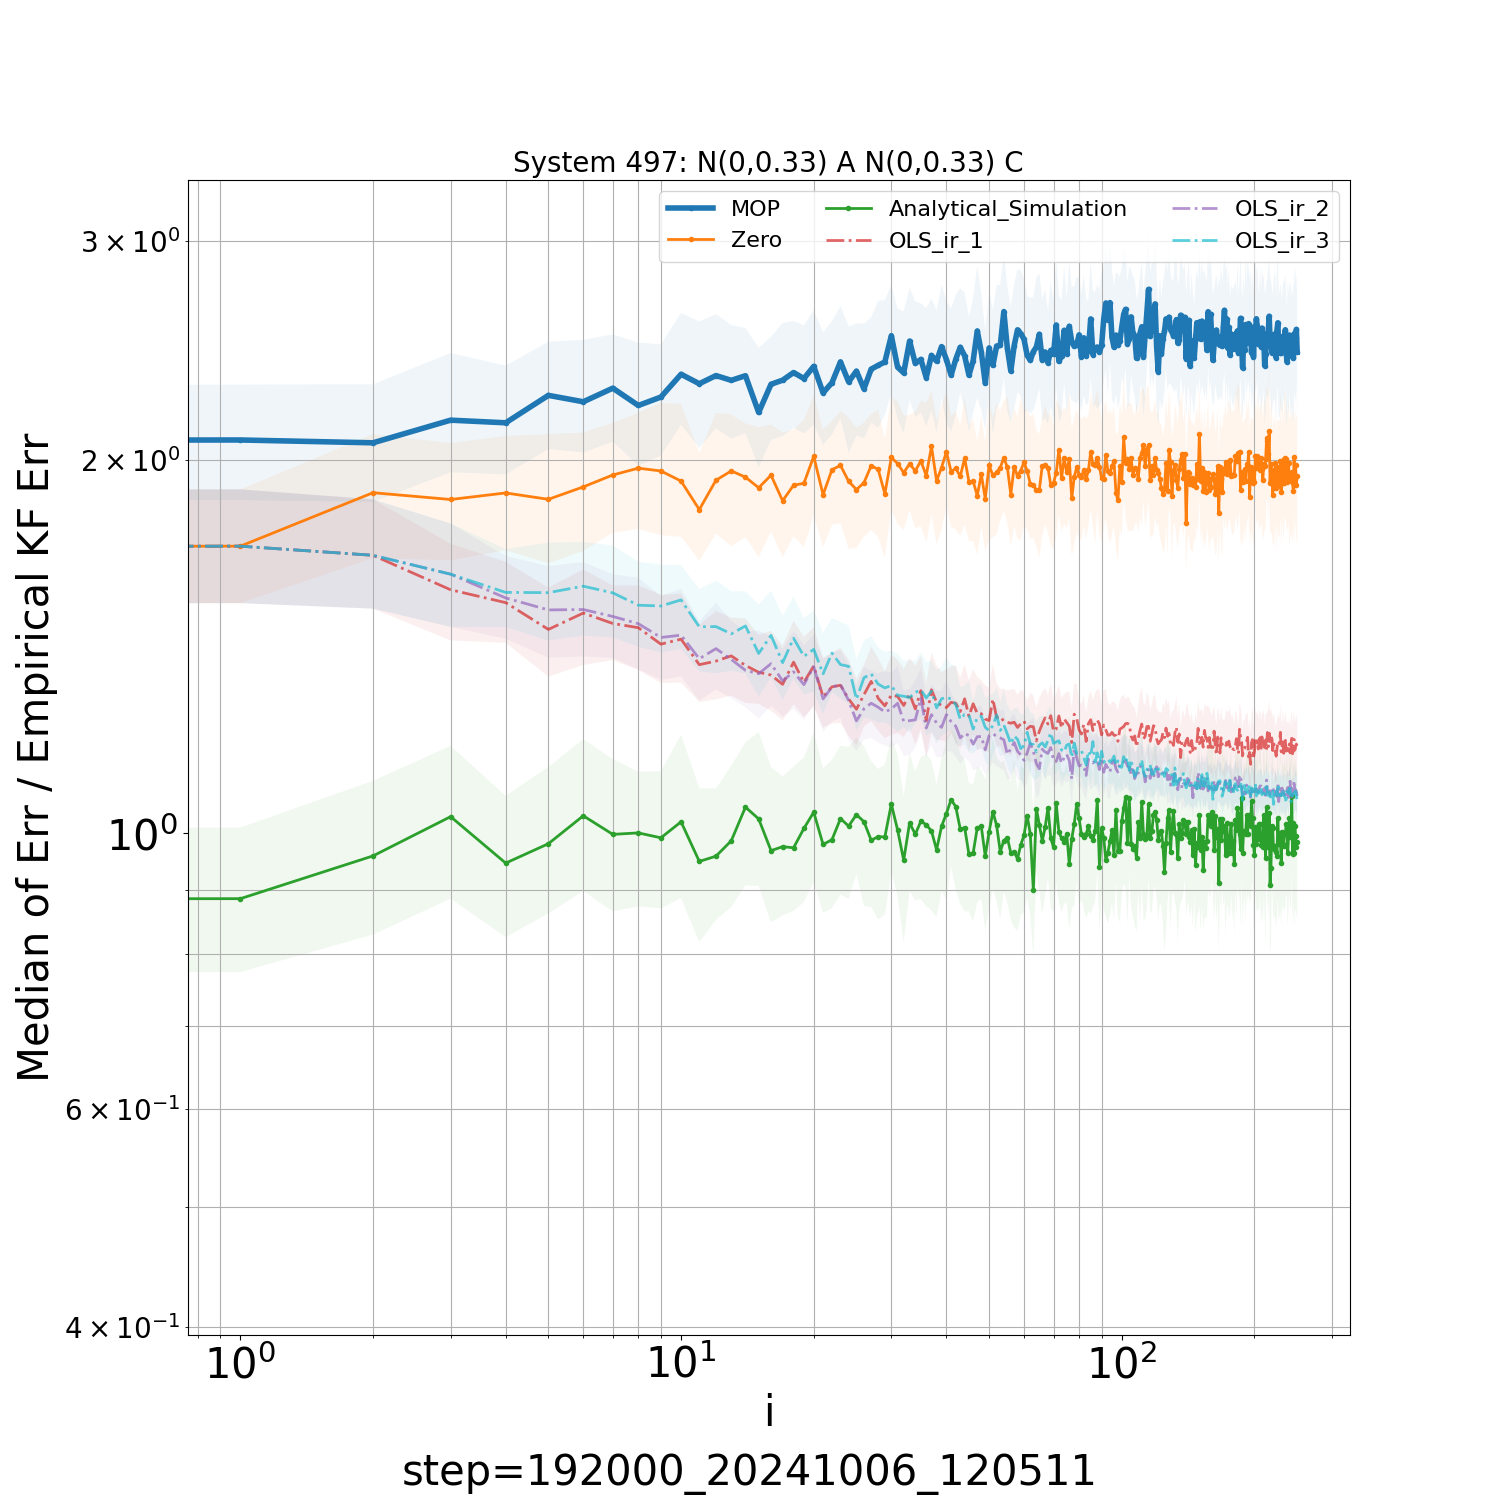 System 497: N(0,0.33) A N(0,0.33) C
MOP
Zero
Analytical_Simulation
OLS_ir_1
OLS_ir_2
OLS_ir_3
3 × 10⁰
2 × 10⁰
10⁰
6 × 10⁻¹
4 × 10⁻¹
Median of Err / Empirical KF Err
10⁰ 10¹ 10²
i
step=192000_20241006_120511